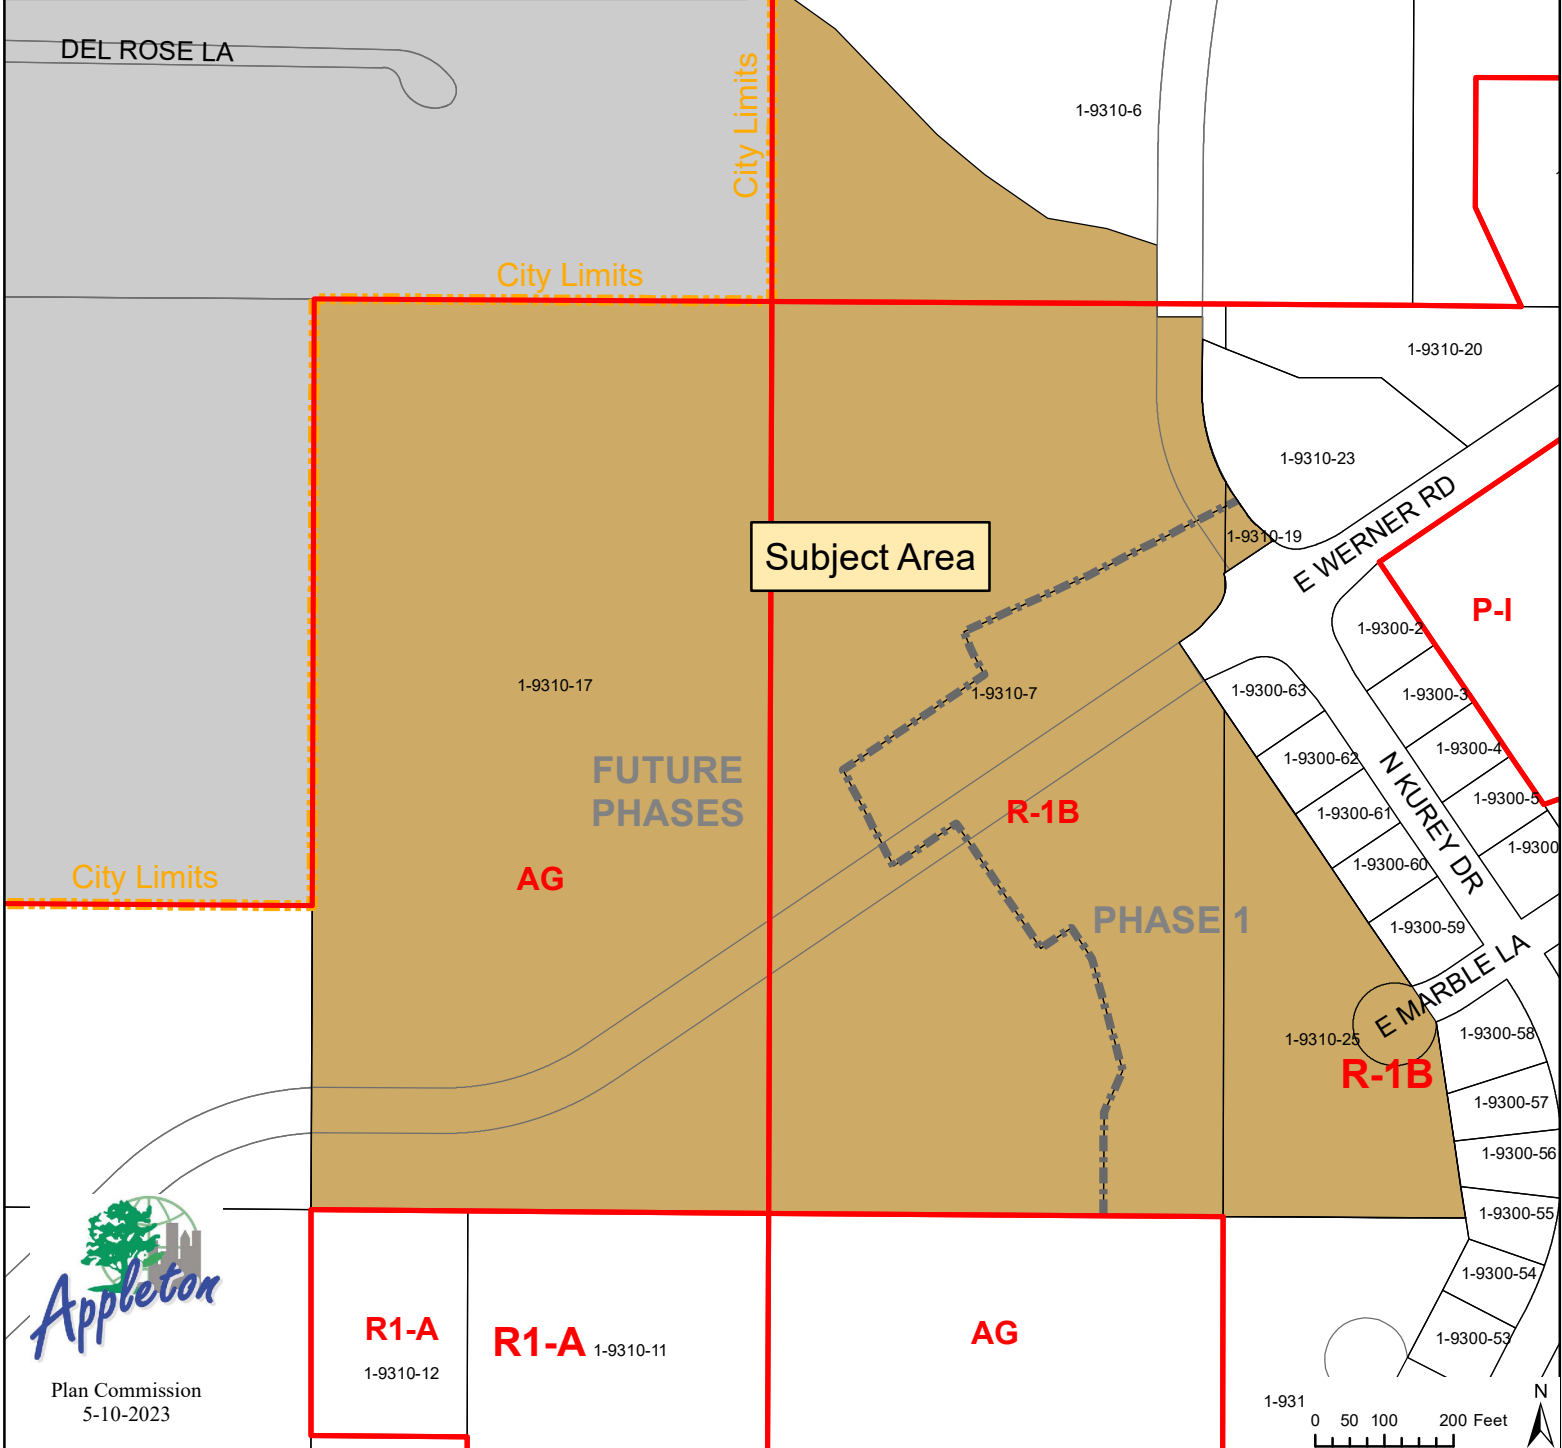 DEL ROSE LA
City Limits
1-9310-6
City Limits
1-9310-20
1-9310-23
E WERNER RD
1-9310-19
Subject Area
P-I
1-9300-2
1-9310-17
1-9310-7
1-9300-63
1-9300-3
1-9300-4
1-9300-62
N KUREY DR
FUTURE
PHASES
1-9300-5
R-1B
1-9300-61
1-9300
1-9300-60
City Limits
AG
PHASE 1
1-9300-59
E MARBLE LA
1-9310-25
1-9300-58
R-1B
1-9300-57
1-9300-56
1-9300-55
1-9300-54
Appleton
R1-A
R1-A
1-9310-11
AG
1-9300-53
1-9310-12
Plan Commission
5-10-2023
1-931
N
0 50 100 200 Feet